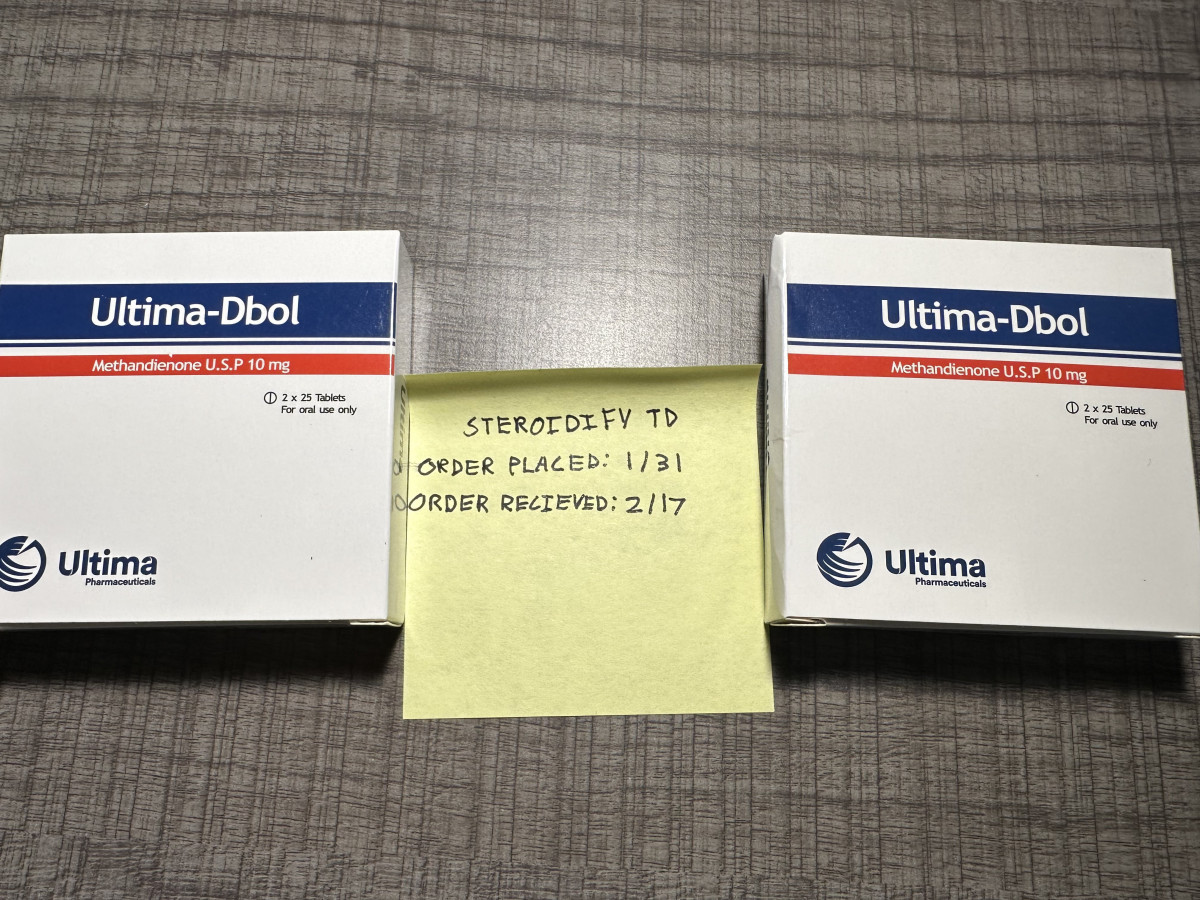 Ultima-Dbol
Methandienone U.S.P 10 mg
2 x 25 Tablets
For oral use only
Ultima
Pharmaceuticals
STEROIDIFY TD
ORDER PLACED: 1/31
ORDER RECIEVED: 2/17
Ultima-Dbol
Methandienone U.S.P 10 mg
2 x 25 Tablets
For oral use only
Ultima
Pharmaceuticals